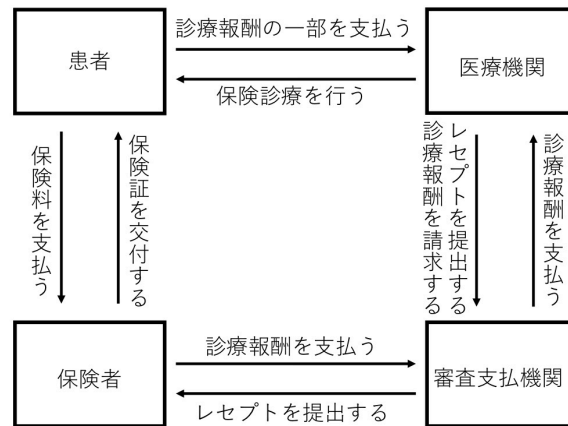 診療報酬の一部を支払う
患者
医療機関
保険診療を行う
保険料を支払う
保険証を交付する
レセプトを提出する
診療報酬を請求する
診療報酬を支払う
診療報酬を支払う
保険者
審査支払機関
レセプトを提出する